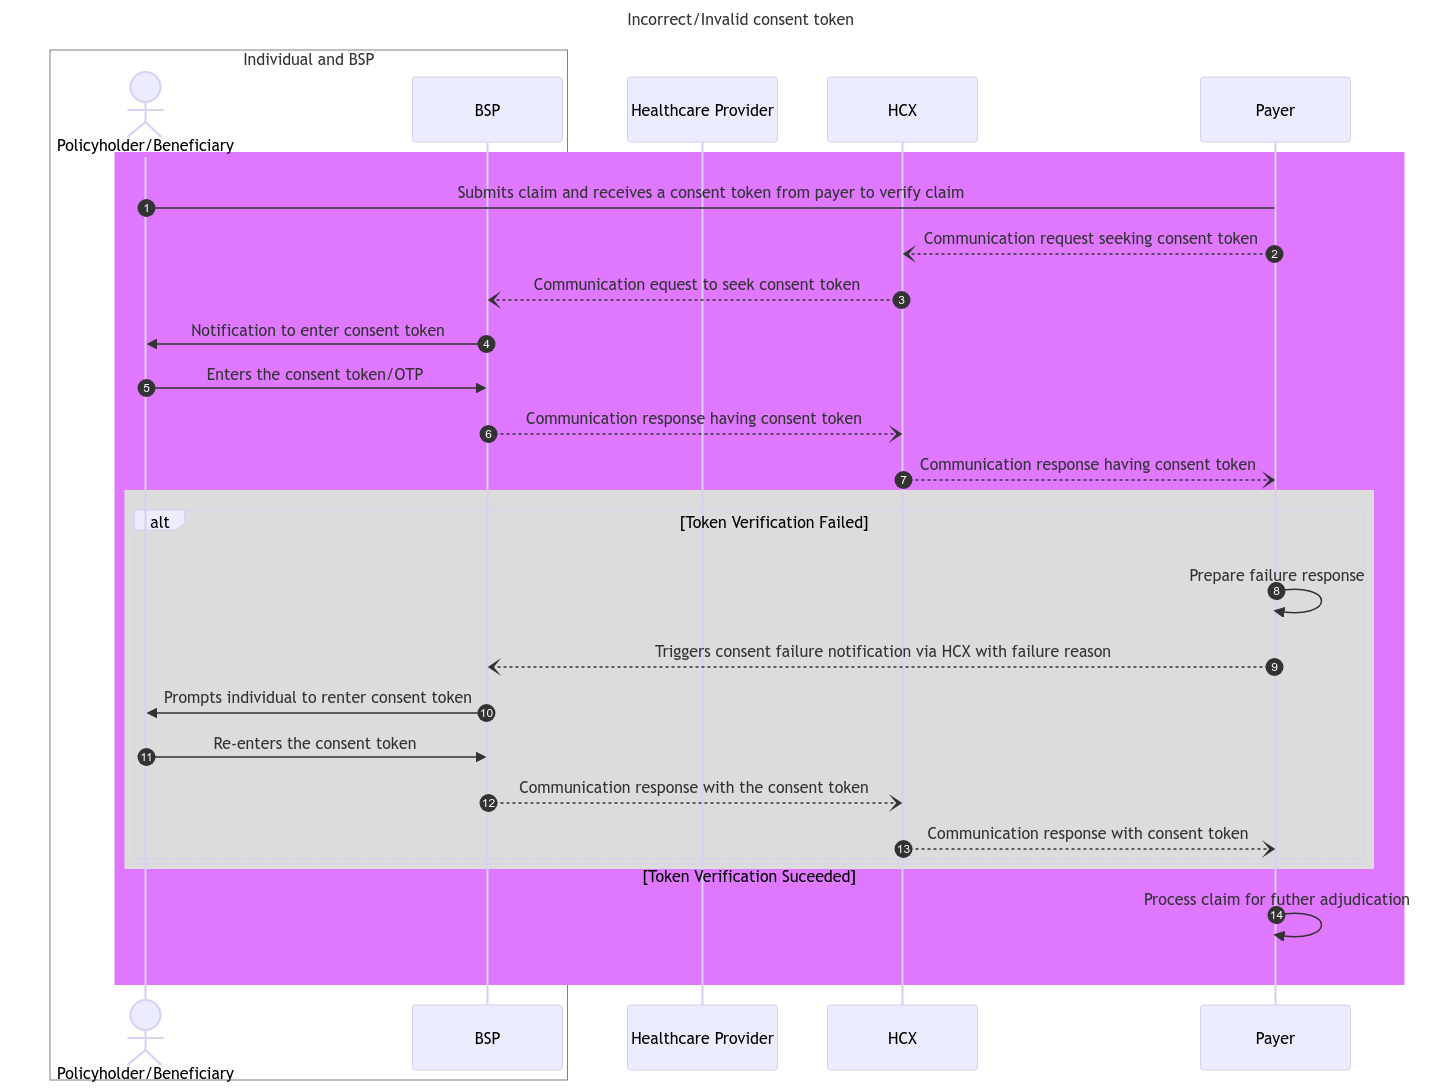 Incorrect/Invalid consent token
Individual and BSP
Policyholder/Beneficiary
BSP
Healthcare Provider
HCX
Payer
Submits claim and receives a consent token from payer to verify claim
1
Communication request seeking consent token
2
Communication equest to seek consent token
3
Notification to enter consent token
4
Enters the consent token/OTP
5
Communication response having consent token
6
Communication response having consent token
7
alt
[Token Verification Failed]
Prepare failure response
8
Triggers consent failure notification via HCX with failure reason
9
Prompts individual to renter consent token
10
Re-enters the consent token
11
Communication response with the consent token
12
Communication response with consent token
13
[Token Verification Suceeded]
Process claim for futher adjudication
14
Policyholder/Beneficiary
BSP
Healthcare Provider
HCX
Payer